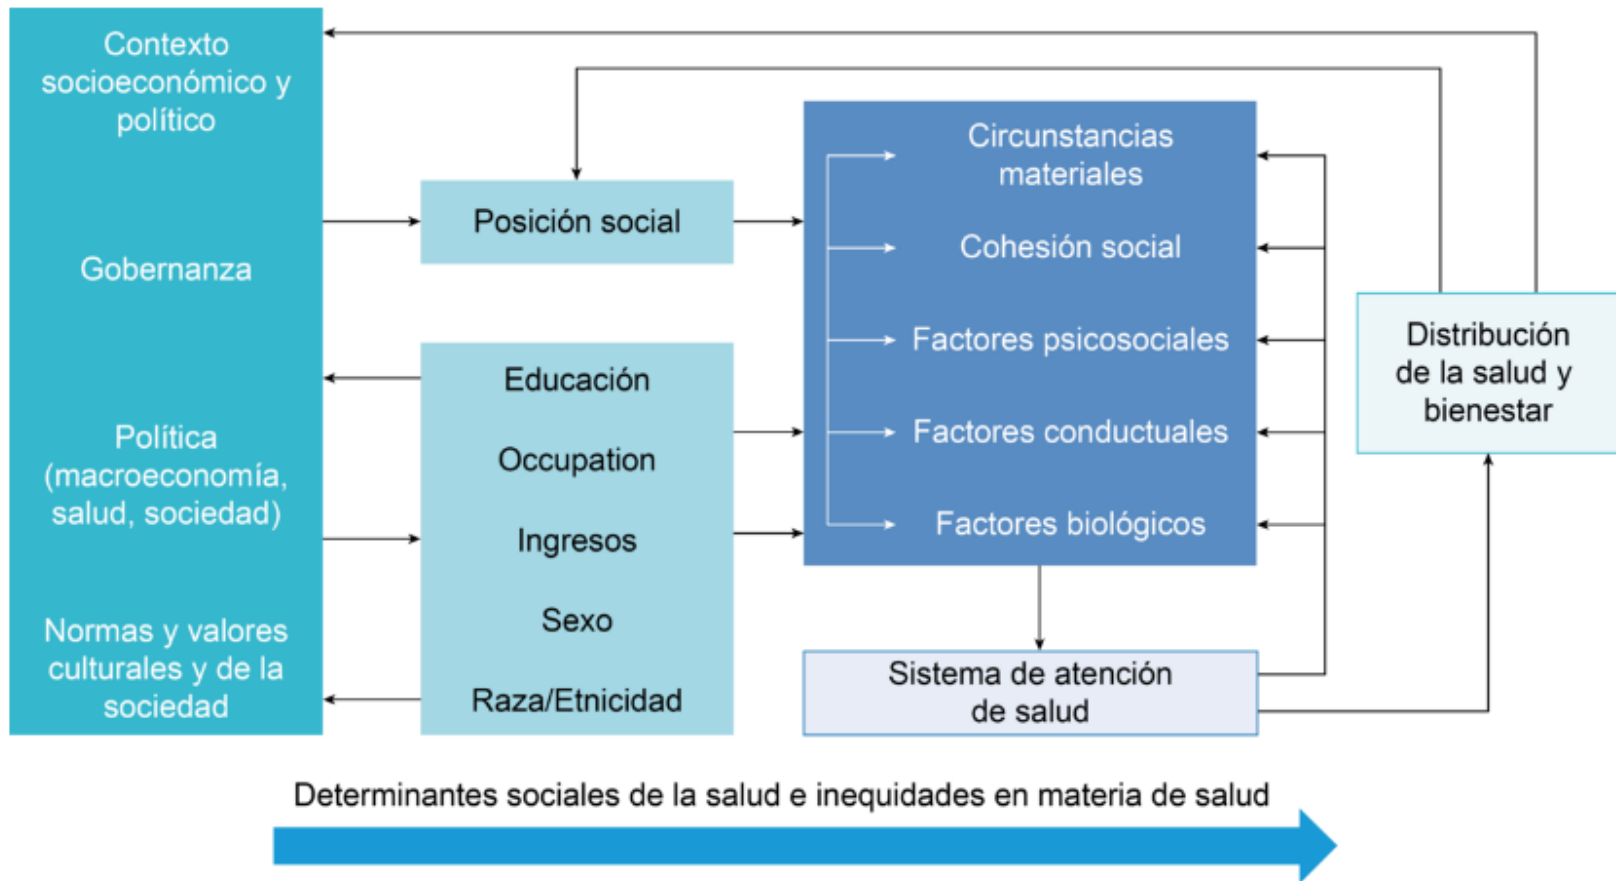 Contexto
socioeconómico y
político
Gobernanza
Política
(macroeconomía,
salud, sociedad)
Normas y valores
culturales y de la
sociedad
Posición social
Educación
Occupation
Ingresos
Sexo
Raza/Etnicidad
Circunstancias
materiales
Cohesión social
Factores psicosociales
Factores conductuales
Factores biológicos
Sistema de atención
de salud
Distribución
de la salud y
bienestar
Determinantes sociales de la salud e inequidades en materia de salud